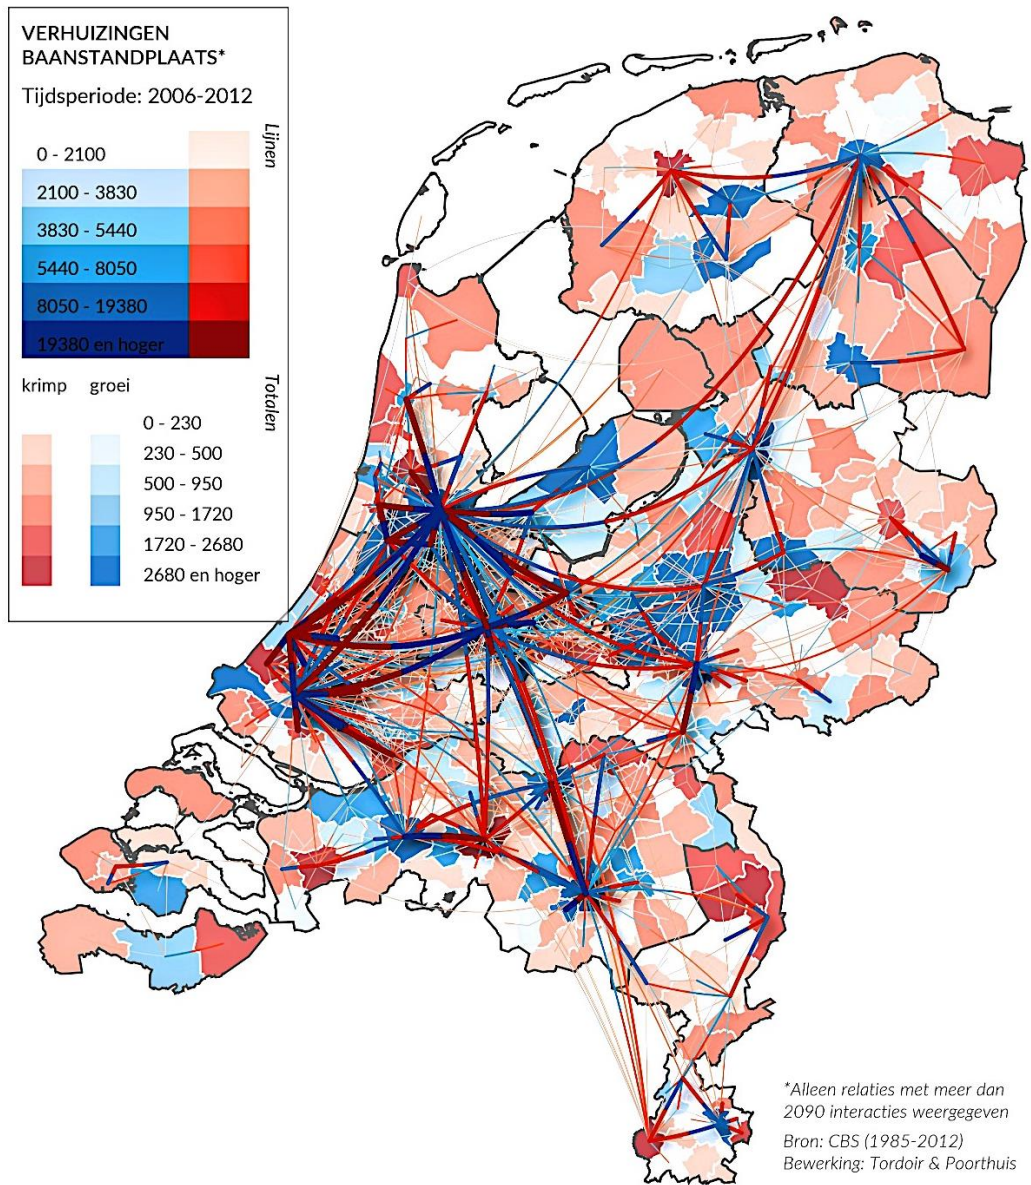 VERHUIZINGEN
BAANSTANDPLAATS*
Tijdsperiode: 2006-2012
Lijnen
0 - 2100
2100 - 3830
3830 - 5440
5440 - 8050
8050 - 19380
19380 en hoger
krimp groei
Totalen
0 - 230
230 - 500
500 - 950
950 - 1720
1720 - 2680
2680 en hoger
*Alleen relaties met meer dan
2090 interacties weergegeven
Bron: CBS (1985-2012)
Bewerking: Tordoir & Poorthuis